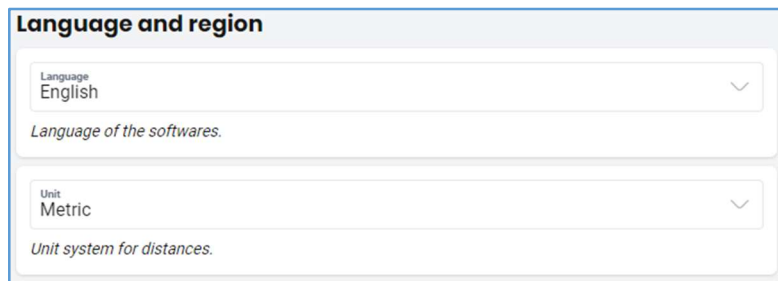 Language and region
Language
English
Language of the softwares.
Unit
Metric
Unit system for distances.